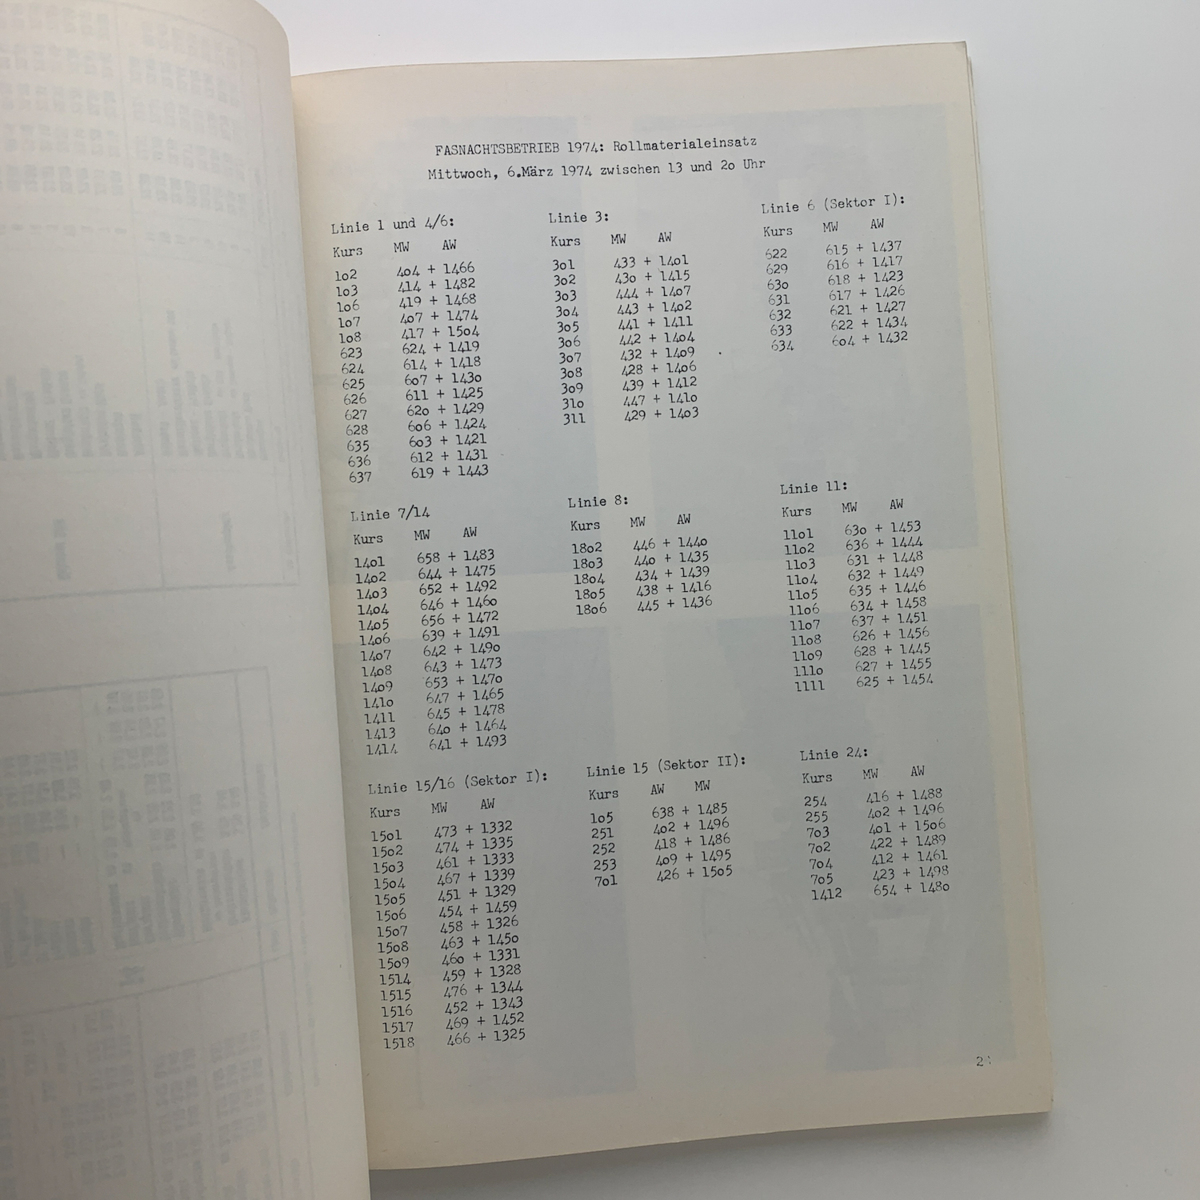 FASNACHTSBETRIEB 1974: Rollmaterialeinsatz
Mittwoch, 6.März 1974 zwischen 13 und 2o Uhr
Linie 1 und 4/6:
Kurs MW AW
1o2 4o4 + 1466
1o3 414 + 1482
1o6 419 + 1468
1o7 4o7 + 1474
1o8 417 + 15o4
623 624 + 1419
624 614 + 1418
625 6o7 + 143o
626 611 + 1425
627 62o + 1429
628 6o6 + 1424
635 6o3 + 1421
636 612 + 1431
637 619 + 1443
Linie 3:
Kurs MW AW
3o1 433 + 14o1
3o2 43o + 1415
3o3 444 + 14o7
3o4 443 + 14o2
3o5 441 + 1411
3o6 442 + 14o4
3o7 432 + 14o9
3o8 428 + 14o6
3o9 439 + 1412
31o 447 + 141o
311 429 + 14o3
Linie 6 (Sektor I):
Kurs MW AW
622 615 + 1437
629 616 + 1417
63o 618 + 1423
631 617 + 1426
632 621 + 1427
633 622 + 1434
634 6o4 + 1432
Linie 7/14
Kurs MW AW
14o1 658 + 1483
14o2 644 + 1475
14o3 652 + 1492
14o4 646 + 146o
14o5 656 + 1472
14o6 639 + 1491
14o7 642 + 149o
14o8 643 + 1473
14o9 653 + 147o
141o 647 + 1465
1411 645 + 1478
1413 64o + 1464
1414 641 + 1493
Linie 8:
Kurs MW AW
18o2 446 + 144o
18o3 44o + 1435
18o4 434 + 1439
18o5 438 + 1416
18o6 445 + 1436
Linie 11:
Kurs MW AW
11o1 63o + 1453
11o2 636 + 1444
11o3 631 + 1448
11o4 632 + 1449
11o5 635 + 1446
11o6 634 + 1458
11o7 637 + 1451
11o8 626 + 1456
11o9 628 + 1445
111o 627 + 1455
1111 625 + 1454
Linie 15/16 (Sektor I):
Kurs MW AW
15o1 473 + 1332
15o2 474 + 1335
15o3 461 + 1333
15o4 467 + 1339
15o5 451 + 1329
15o6 454 + 1459
15o7 458 + 1326
15o8 463 + 145o
15o9 46o + 1331
1514 459 + 1328
1515 476 + 1344
1516 452 + 1343
1517 469 + 1452
1518 466 + 1325
Linie 15 (Sektor II):
Kurs AW MW
1o5 638 + 1485
251 4o2 + 1496
252 418 + 1486
253 4o9 + 1495
7o1 426 + 15o5
Linie 24:
Kurs MW AW
254 416 + 1488
255 4o2 + 1496
7o3 4o1 + 15o6
7o2 422 + 1489
7o4 412 + 1461
7o5 423 + 1498
1412 654 + 148o